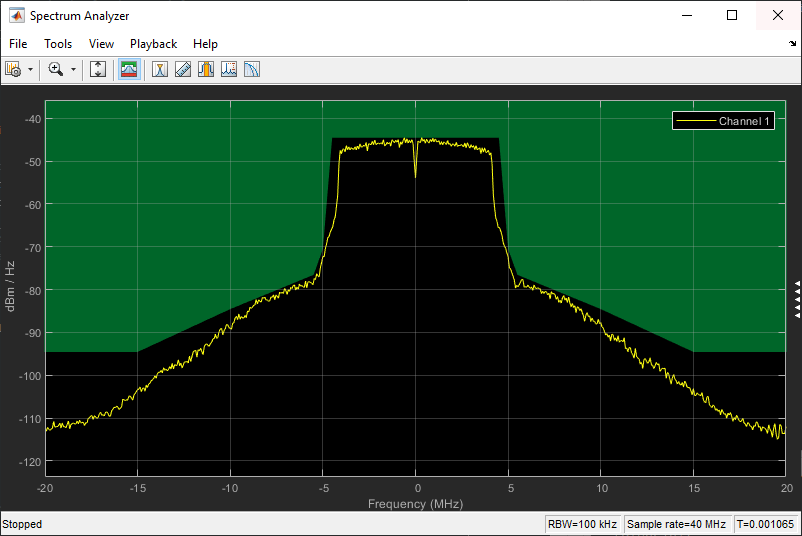 Spectrum Analyzer
File Tools View Playback Help
Channel 1
-40
-50
-60
-70
-80
-90
-100
-110
-120
dBm / Hz
-20 -15 -10 -5 0 5 10 15 20
Frequency (MHz)
Stopped RBW=100 kHz Sample rate=40 MHz T=0.001065